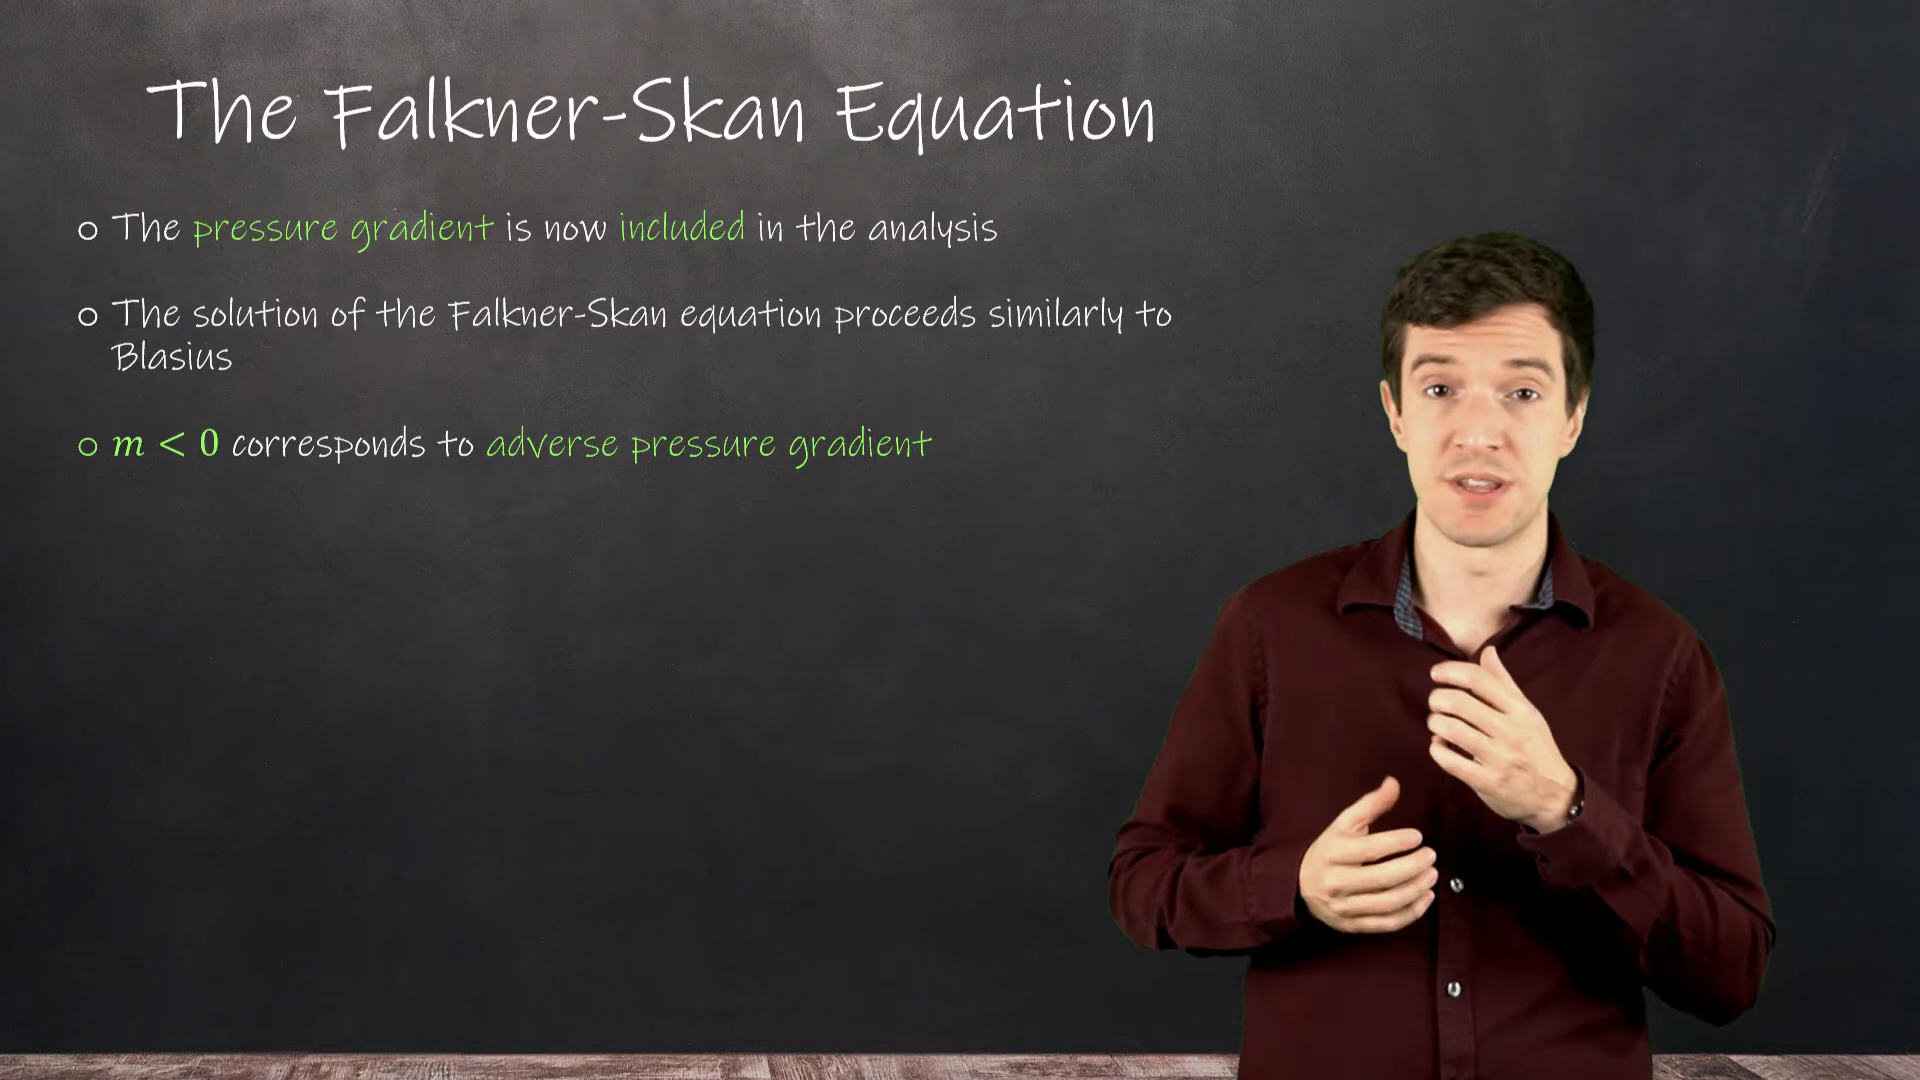 The Falkner-Skan Equation
○ The pressure gradient is now included in the analysis
○ The solution of the Falkner-Skan equation proceeds similarly to
Blasius
○ m < 0 corresponds to adverse pressure gradient